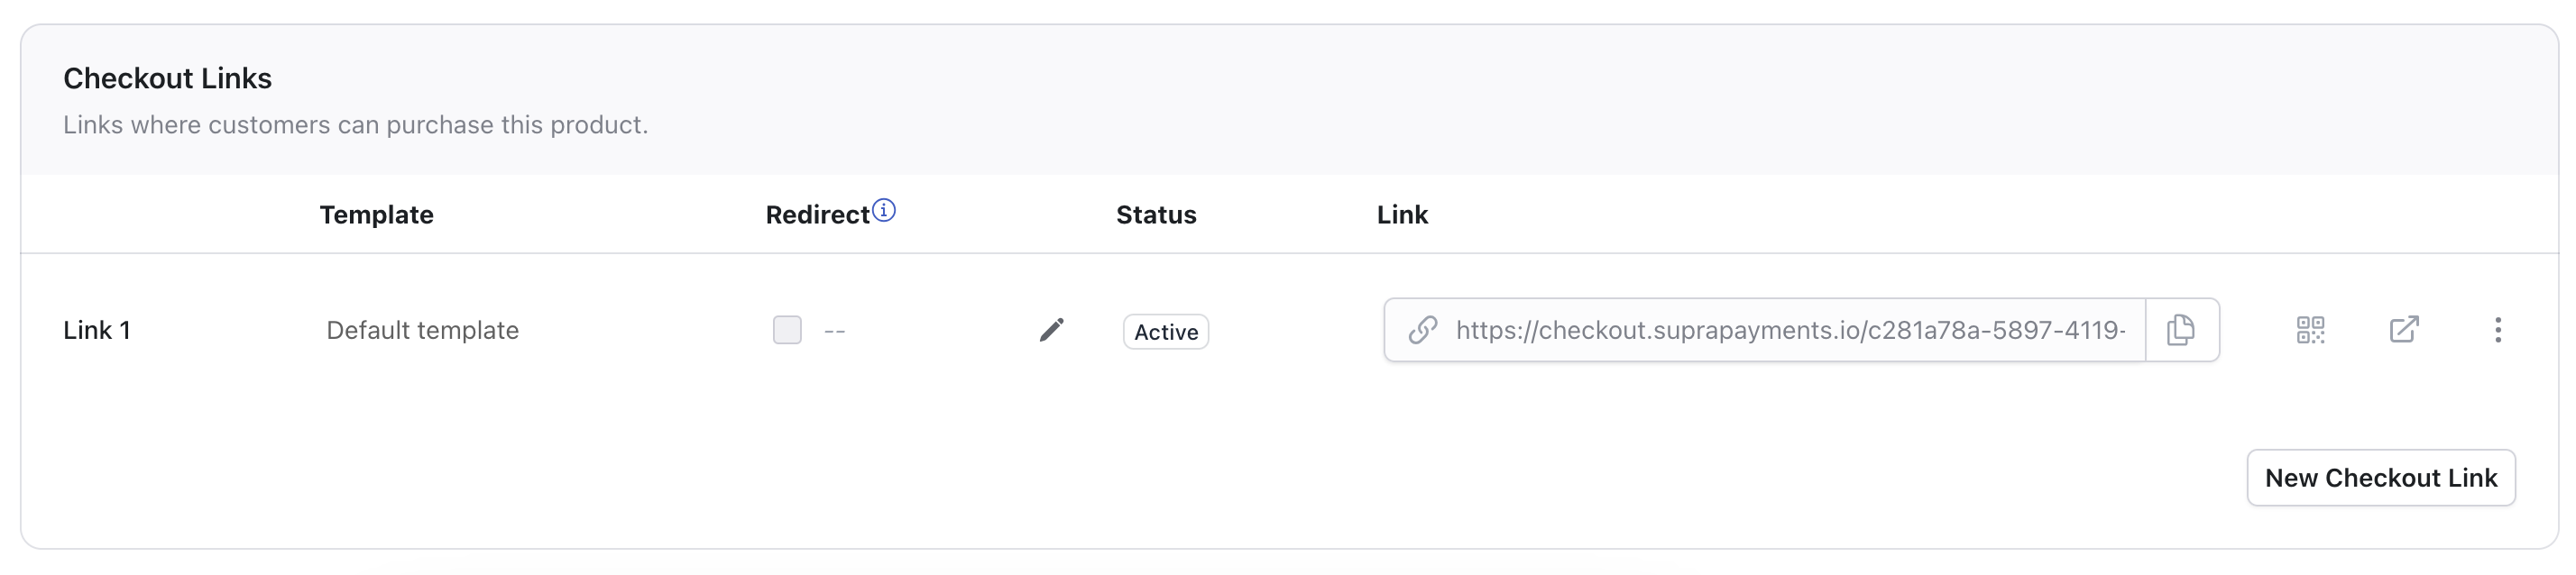 Checkout Links
Links where customers can purchase this product.
Template Redirect Status Link
Link 1 Default template -- Active https://checkout.suprapayments.io/c281a78a-5897-4119-
New Checkout Link